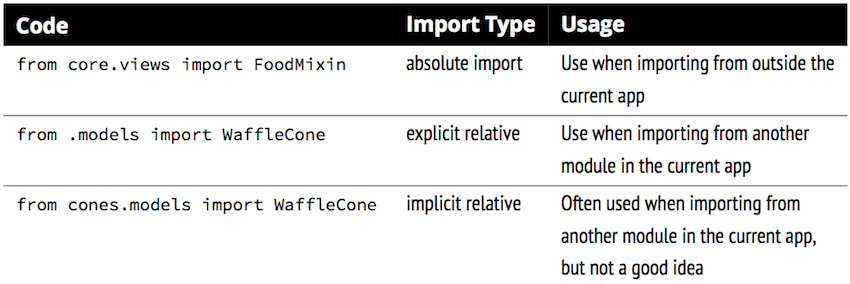 Code Import Type Usage
from core.views import FoodMixin absolute import Use when importing from outside the
current app
from .models import WaffleCone explicit relative Use when importing from another
module in the current app
from cones.models import WaffleCone implicit relative Often used when importing from
another module in the current app,
but not a good idea